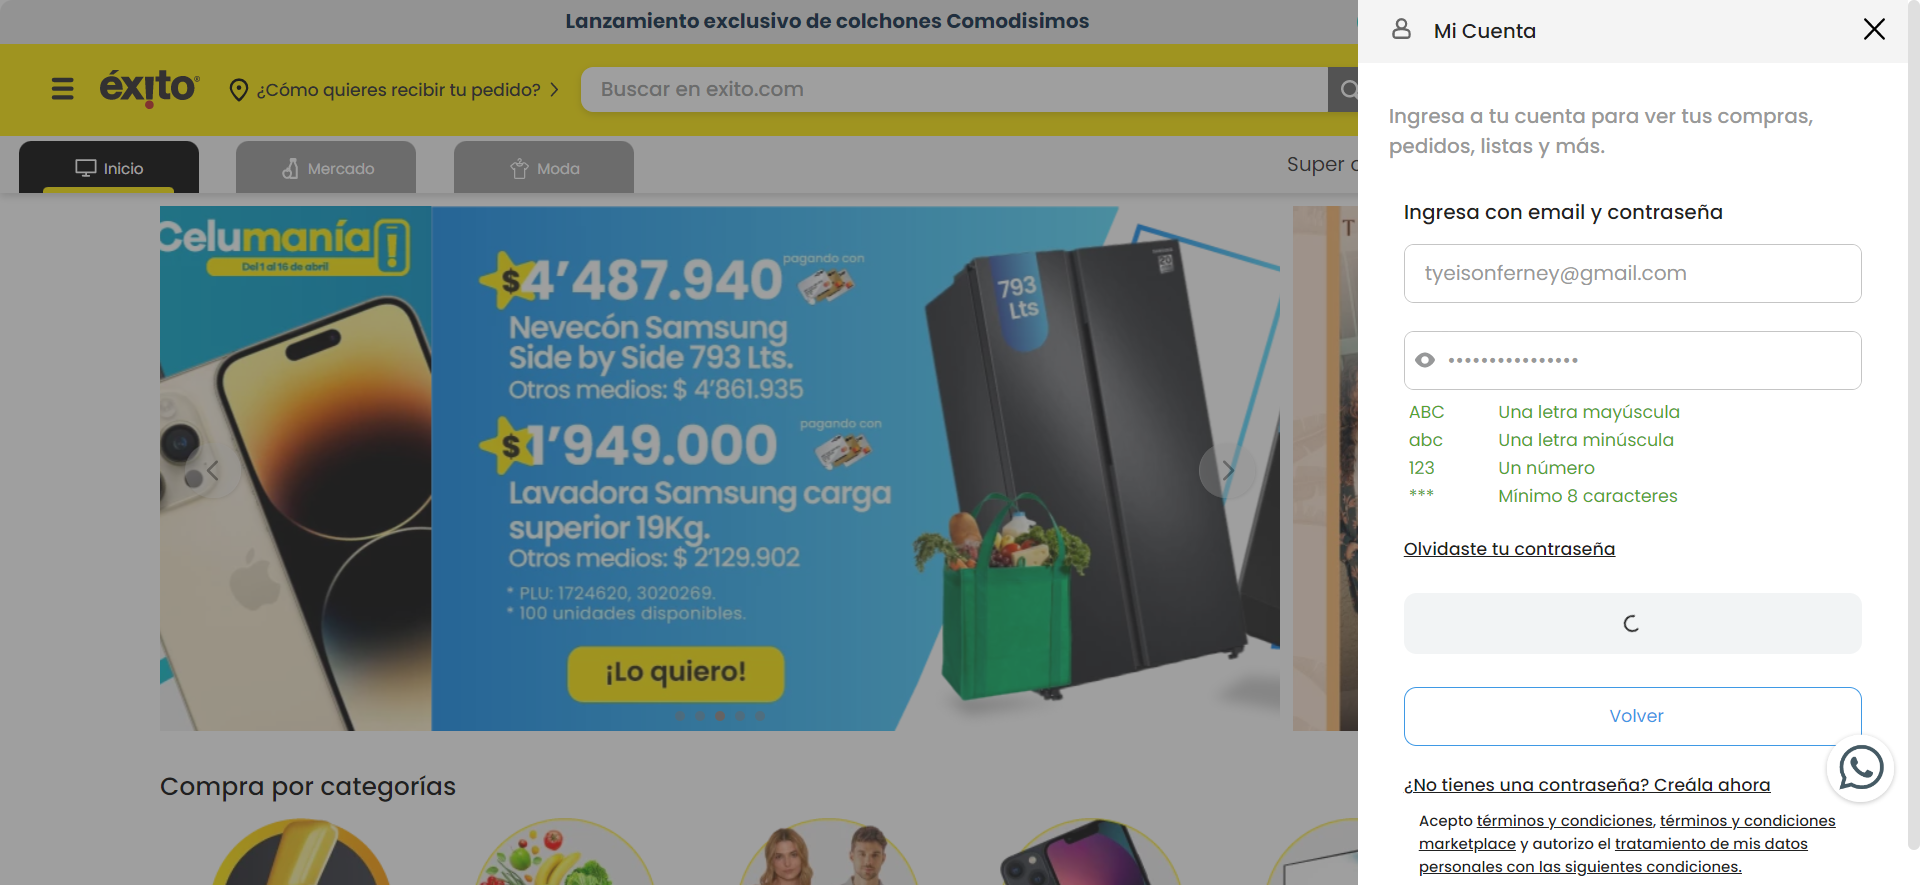 Lanzamiento exclusivo de colchones Comodisimos
éxito
¿Cómo quieres recibir tu pedido?
Buscar en exito.com
Inicio
Mercado
Moda
Super
Celumanía
Del 1 al 16 de abril
$4'487.940
pagando con
Nevecón Samsung
Side by Side 793 Lts.
Otros medios: $ 4'861.935
$1'949.000
pagando con
Lavadora Samsung carga
superior 19Kg.
Otros medios: $ 2'129.902
* PLU: 1724620, 3020269.
* 100 unidades disponibles.
¡Lo quiero!
793
Lts
Compra por categorías
Mi Cuenta
Ingresa a tu cuenta para ver tus compras,
pedidos, listas y más.
Ingresa con email y contraseña
tyeisonferney@gmail.com
••••••••••••••••
ABC Una letra mayúscula
abc Una letra minúscula
123 Un número
*** Mínimo 8 caracteres
Olvidaste tu contraseña
Volver
¿No tienes una contraseña? Creála ahora
Acepto términos y condiciones, términos y condiciones
marketplace y autorizo el tratamiento de mis datos
personales con las siguientes condiciones.